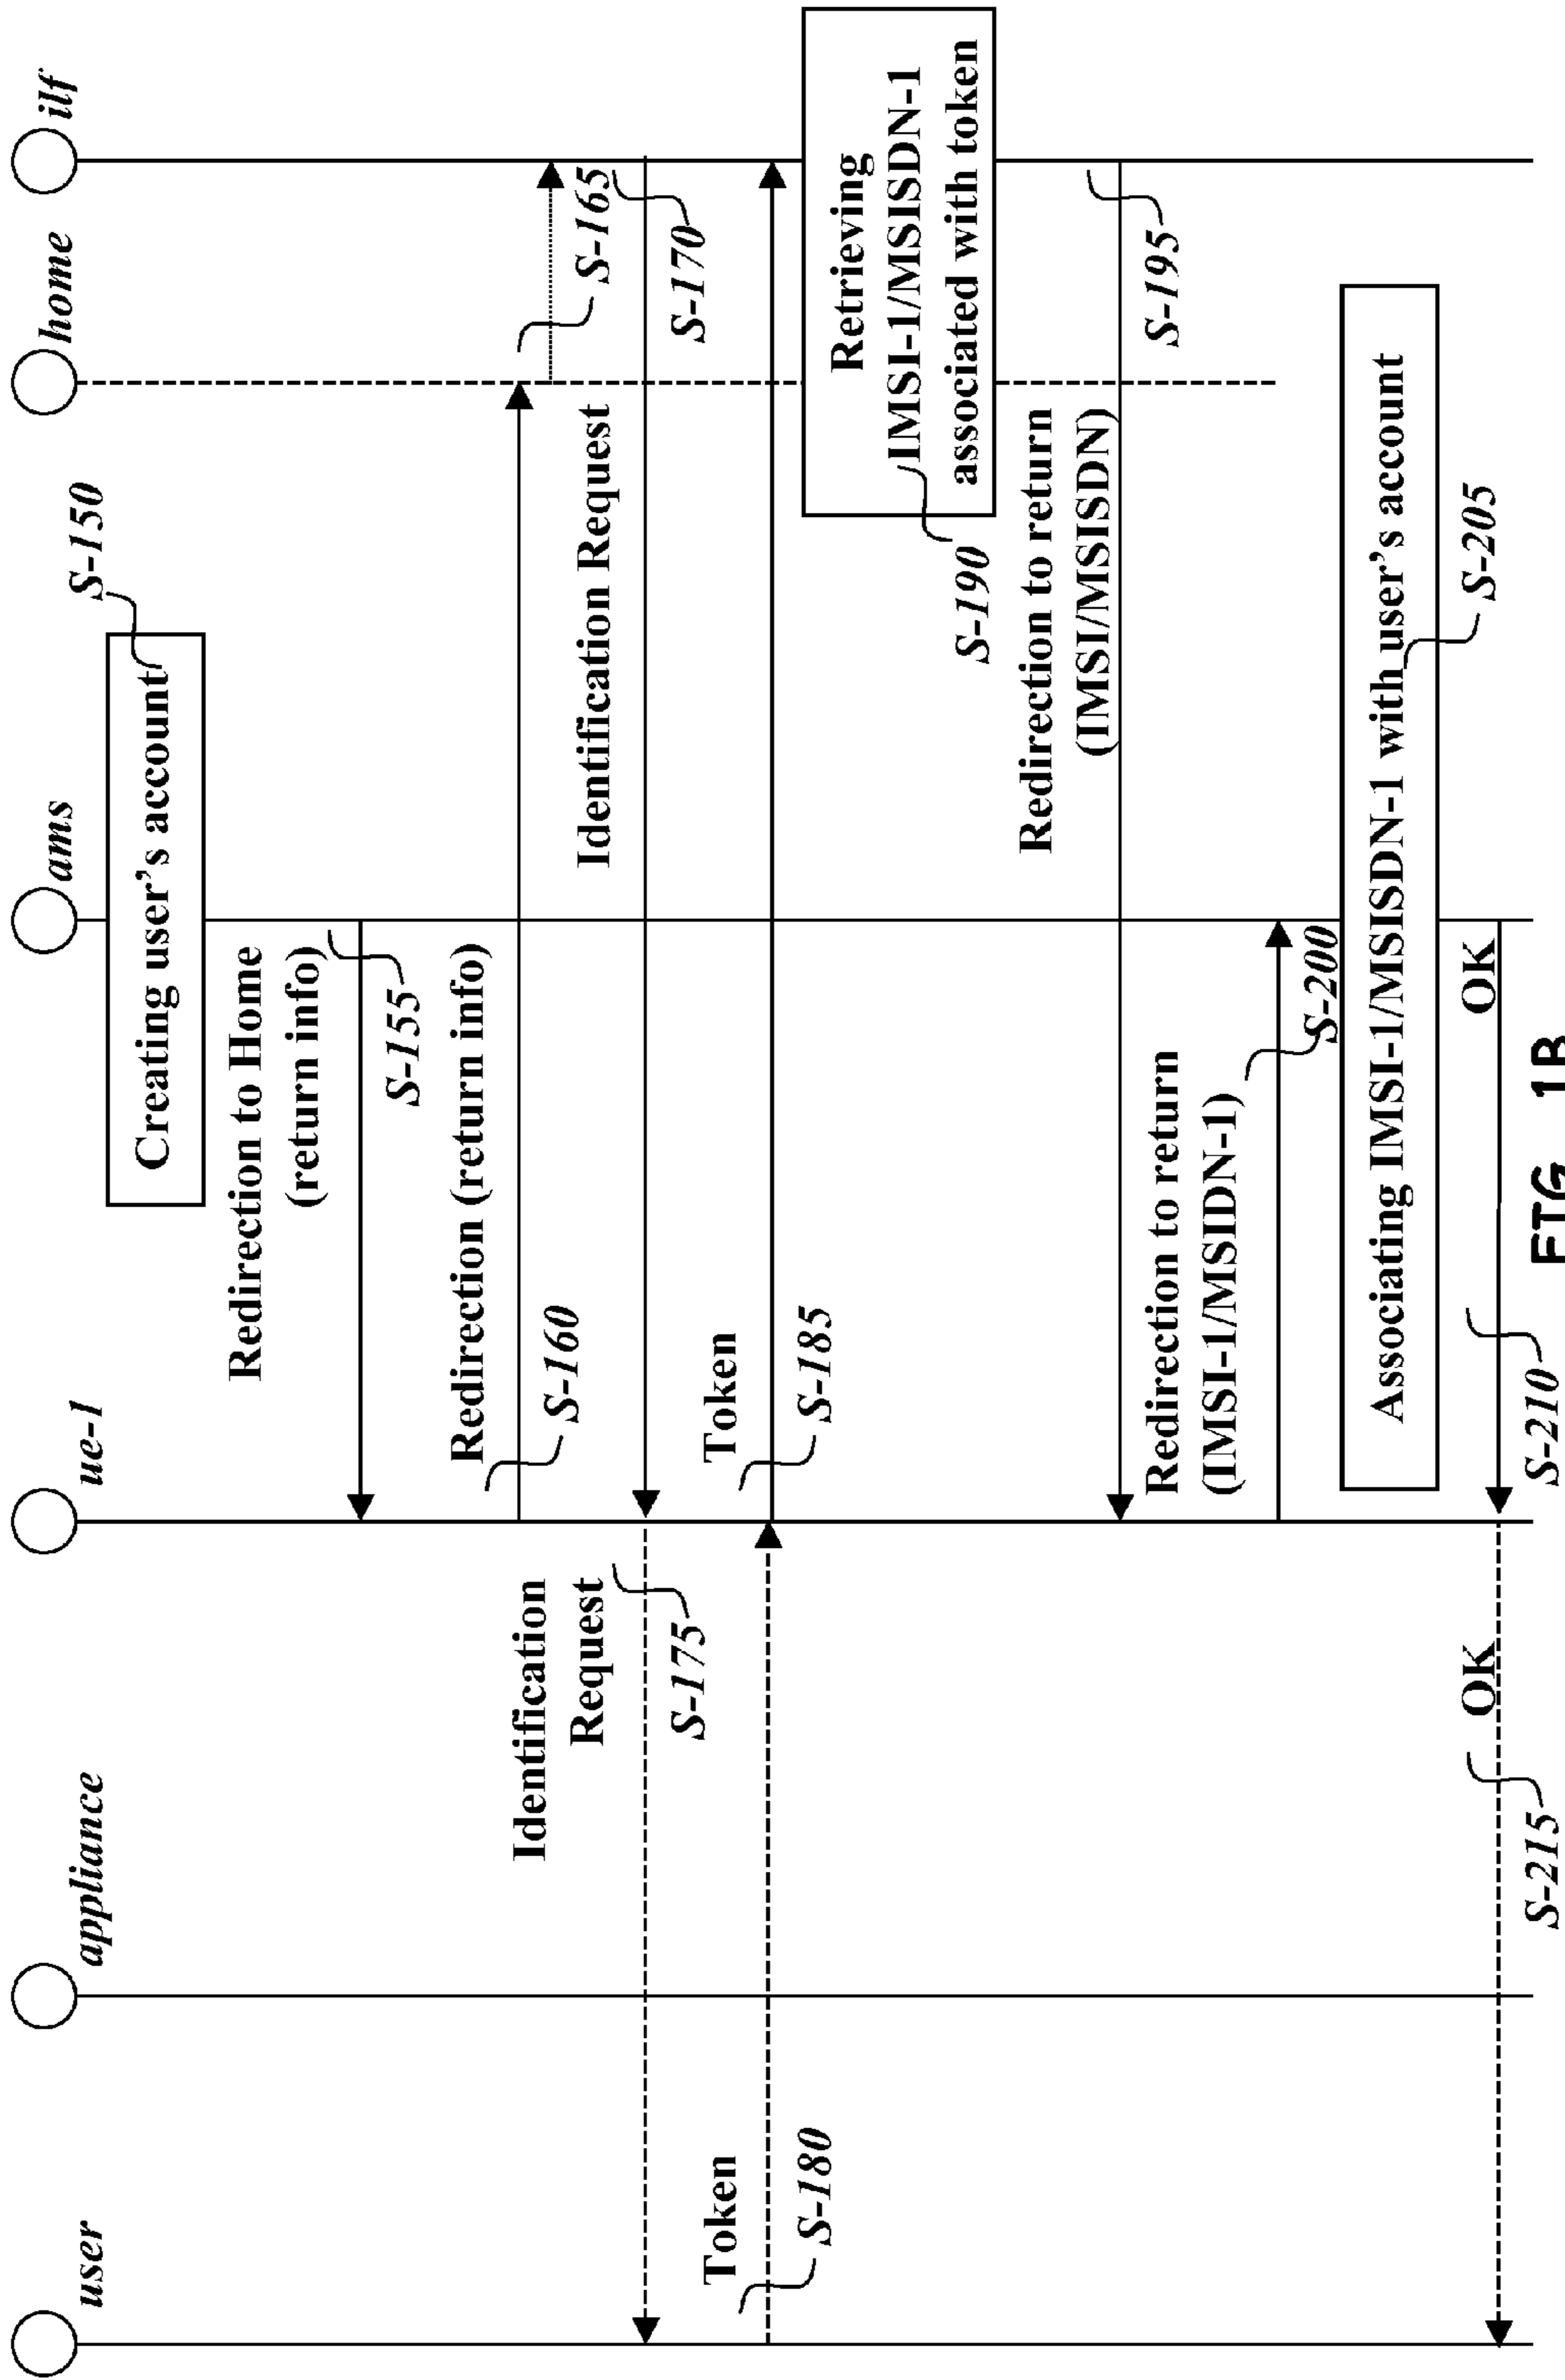 user
appliance
ue-1
ams
home
ilf
Creating user's account
S-150
Redirection to Home
(return info)
S-155
Redirection (return info)
S-160
S-165
Identification Request
S-170
Identification
Request
S-175
Token
S-180
Token
S-185
Retrieving
IMSI-1/MSISDN-1
associated with token
S-190
Redirection to return
(IMSI/MSISDN)
S-195
Redirection to return
(IMSI-1/MSIDN-1)
S-200
Associating IMSI-1/MSISDN-1 with user's account
S-205
OK
S-210
OK
S-215
FIG 1B